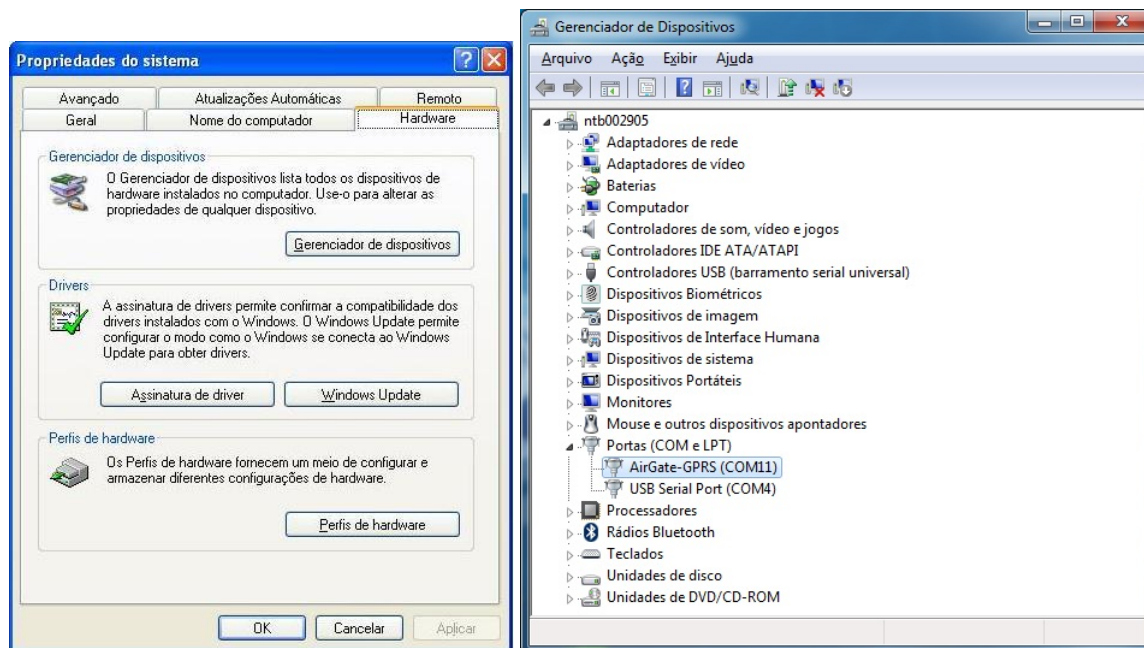 Propriedades do sistema
Avançado Atualizações Automáticas Remoto
Geral Nome do computador Hardware
Gerenciador de dispositivos
O Gerenciador de dispositivos lista todos os dispositivos de
hardware instalados no computador. Use-o para alterar as
propriedades de qualquer dispositivo.
Gerenciador de dispositivos
Drivers
A assinatura de drivers permite confirmar a compatibilidade dos
drivers instalados com o Windows. O Windows Update permite
configurar o modo como o Windows se conecta ao Windows
Update para obter drivers.
Assinatura de driver Windows Update
Perfis de hardware
Os Perfis de hardware fornecem um meio de configurar e
armazenar diferentes configurações de hardware.
Perfis de hardware
OK Cancelar Aplicar
Gerenciador de Dispositivos
Arquivo Ação Exibir Ajuda
ntb002905
Adaptadores de rede
Adaptadores de vídeo
Baterias
Computador
Controladores de som, vídeo e jogos
Controladores IDE ATA/ATAPI
Controladores USB (barramento serial universal)
Dispositivos Biométricos
Dispositivos de imagem
Dispositivos de Interface Humana
Dispositivos de sistema
Dispositivos Portáteis
Monitores
Mouse e outros dispositivos apontadores
Portas (COM e LPT)
AirGate-GPRS (COM11)
USB Serial Port (COM4)
Processadores
Rádios Bluetooth
Teclados
Unidades de disco
Unidades de DVD/CD-ROM